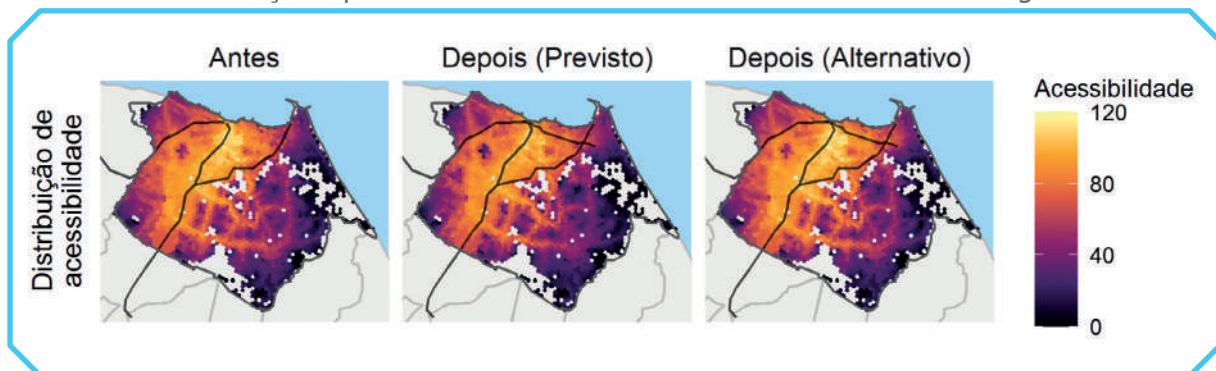 Antes
Depois (Previsto)
Depois (Alternativo)
Distribuição de
acessibilidade
Acessibilidade
120
80
40
0